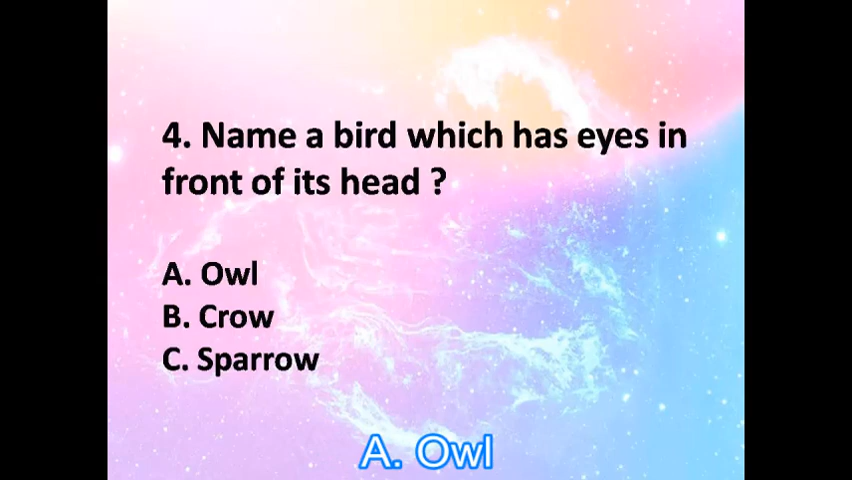 4. Name a bird which has eyes in
front of its head ?
A. Owl
B. Crow
C. Sparrow
A. Owl